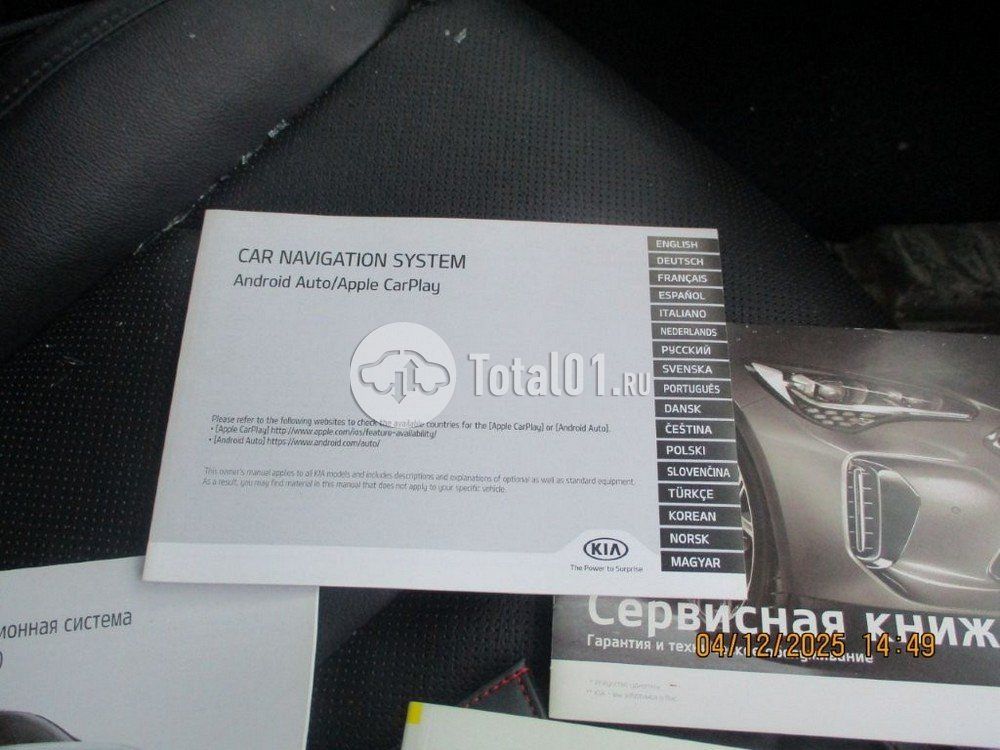 CAR NAVIGATION SYSTEM
Android Auto/Apple CarPlay
ENGLISH
DEUTSCH
FRANÇAIS
ESPAÑOL
ITALIANO
NEDERLANDS
РУССКИЙ
SVENSKA
PORTUGUÊS
DANSK
ČEŠTINA
POLSKI
SLOVENČINA
TÜRKÇE
KOREAN
NORSK
MAGYAR
Total01.ru
Please refer to the following websites to check the available countries for the [Apple CarPlay] or [Android Auto].
• [Apple CarPlay] http://www.apple.com/ios/feature-availability/
• [Android Auto] https://www.android.com/auto/
This owner's manual applies to all KIA models and includes descriptions and explanations of optional as well as standard equipment.
As a result, you may find material in this manual that does not apply to your specific vehicle.
KIA
The Power to Surprise
ионная система
)
Сервисная книж
Гарантия и техническое обслуживание
04/12/2025 14:49